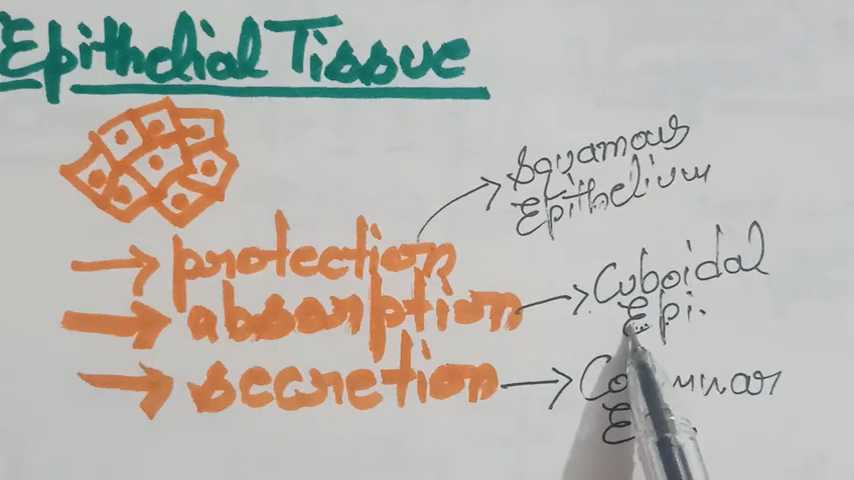 Epithelial Tissue
Squamous
Epithelium
→ protection
→ absorption → Cuboidal
Epi.
→ secretion →